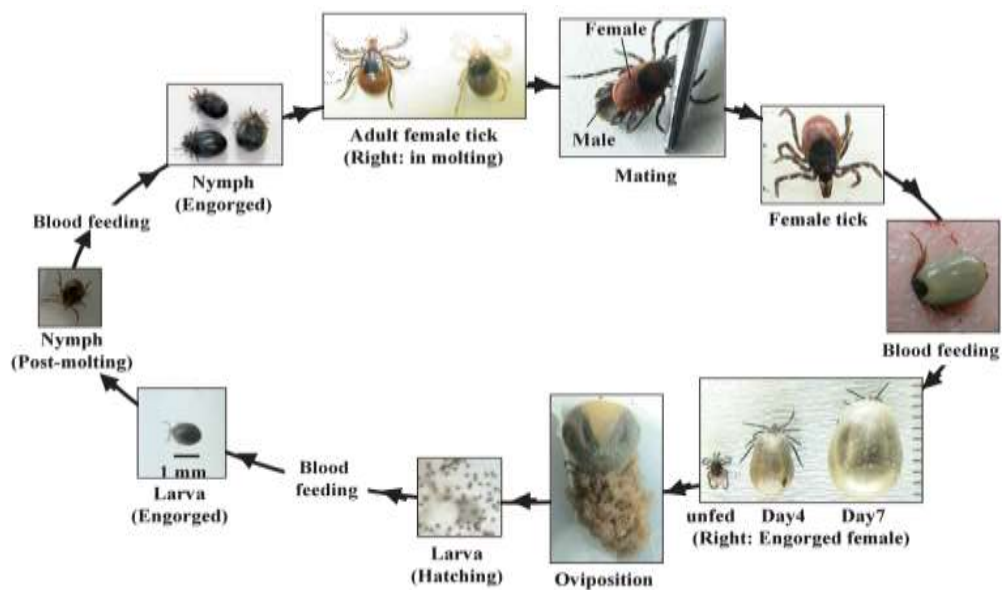 Female
Male
Adult female tick
(Right: in molting)
Mating
Female tick
Nymph
(Engorged)
Blood feeding
Nymph
(Post-molting)
Blood feeding
1 mm
Larva
(Engorged)
Blood
feeding
Larva
(Hatching)
Oviposition
unfed Day4 Day7
(Right: Engorged female)